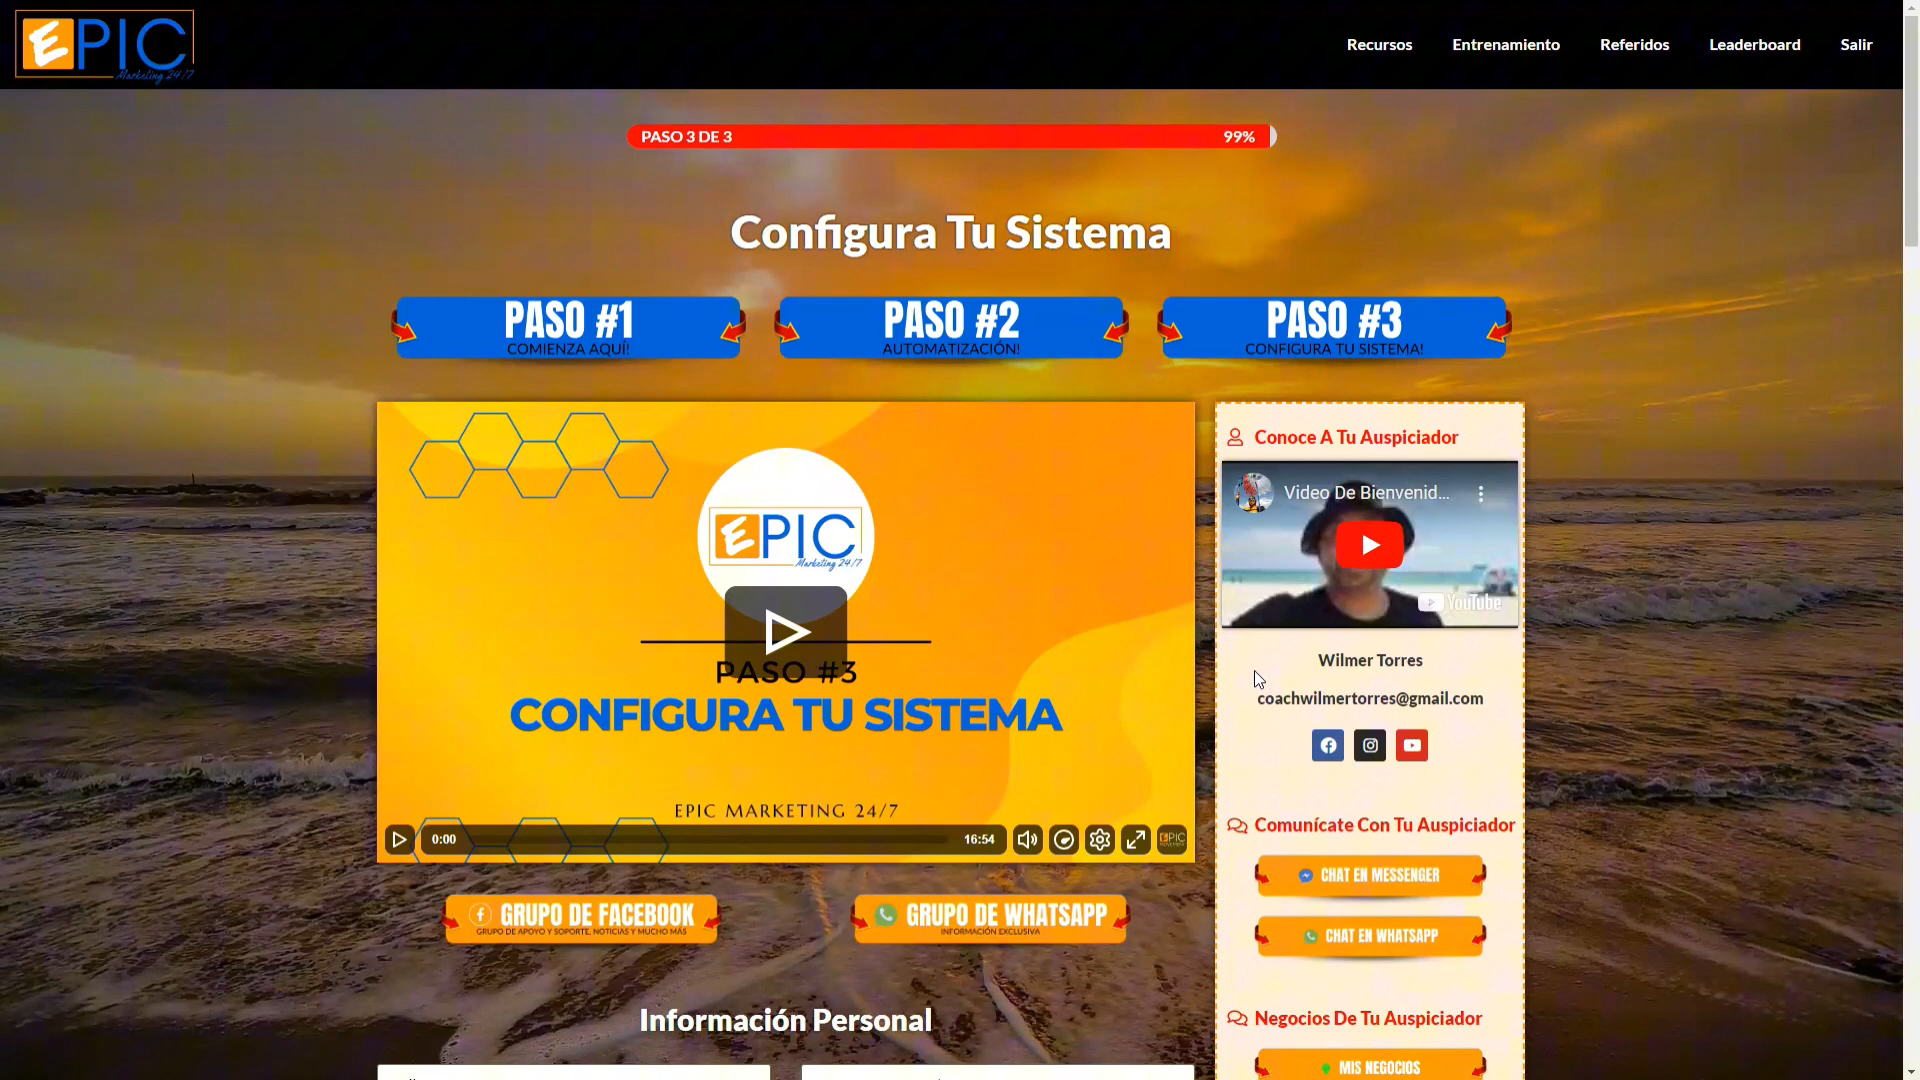 EPIC
Marketing 24/7
Recursos
Entrenamiento
Referidos
Leaderboard
Salir
PASO 3 DE 3
99%
Configura Tu Sistema
PASO #1
COMIENZA AQUÍ!
PASO #2
AUTOMATIZACIÓN!
PASO #3
CONFIGURA TU SISTEMA!
EPIC
Marketing 24/7
PASO #3
CONFIGURA TU SISTEMA
EPIC MARKETING 24/7
0:00
16:54
GRUPO DE FACEBOOK
GRUPO DE APOYO Y SOPORTE, NOTICIAS Y MUCHO MÁS
GRUPO DE WHATSAPP
INFORMACIÓN EXCLUSIVA
Información Personal
Conoce A Tu Auspiciador
Video De Bienvenid...
YouTube
Wilmer Torres
coachwilmertorres@gmail.com
Comunícate Con Tu Auspiciador
CHAT EN MESSENGER
CHAT EN WHATSAPP
Negocios De Tu Auspiciador
MIS NEGOCIOS